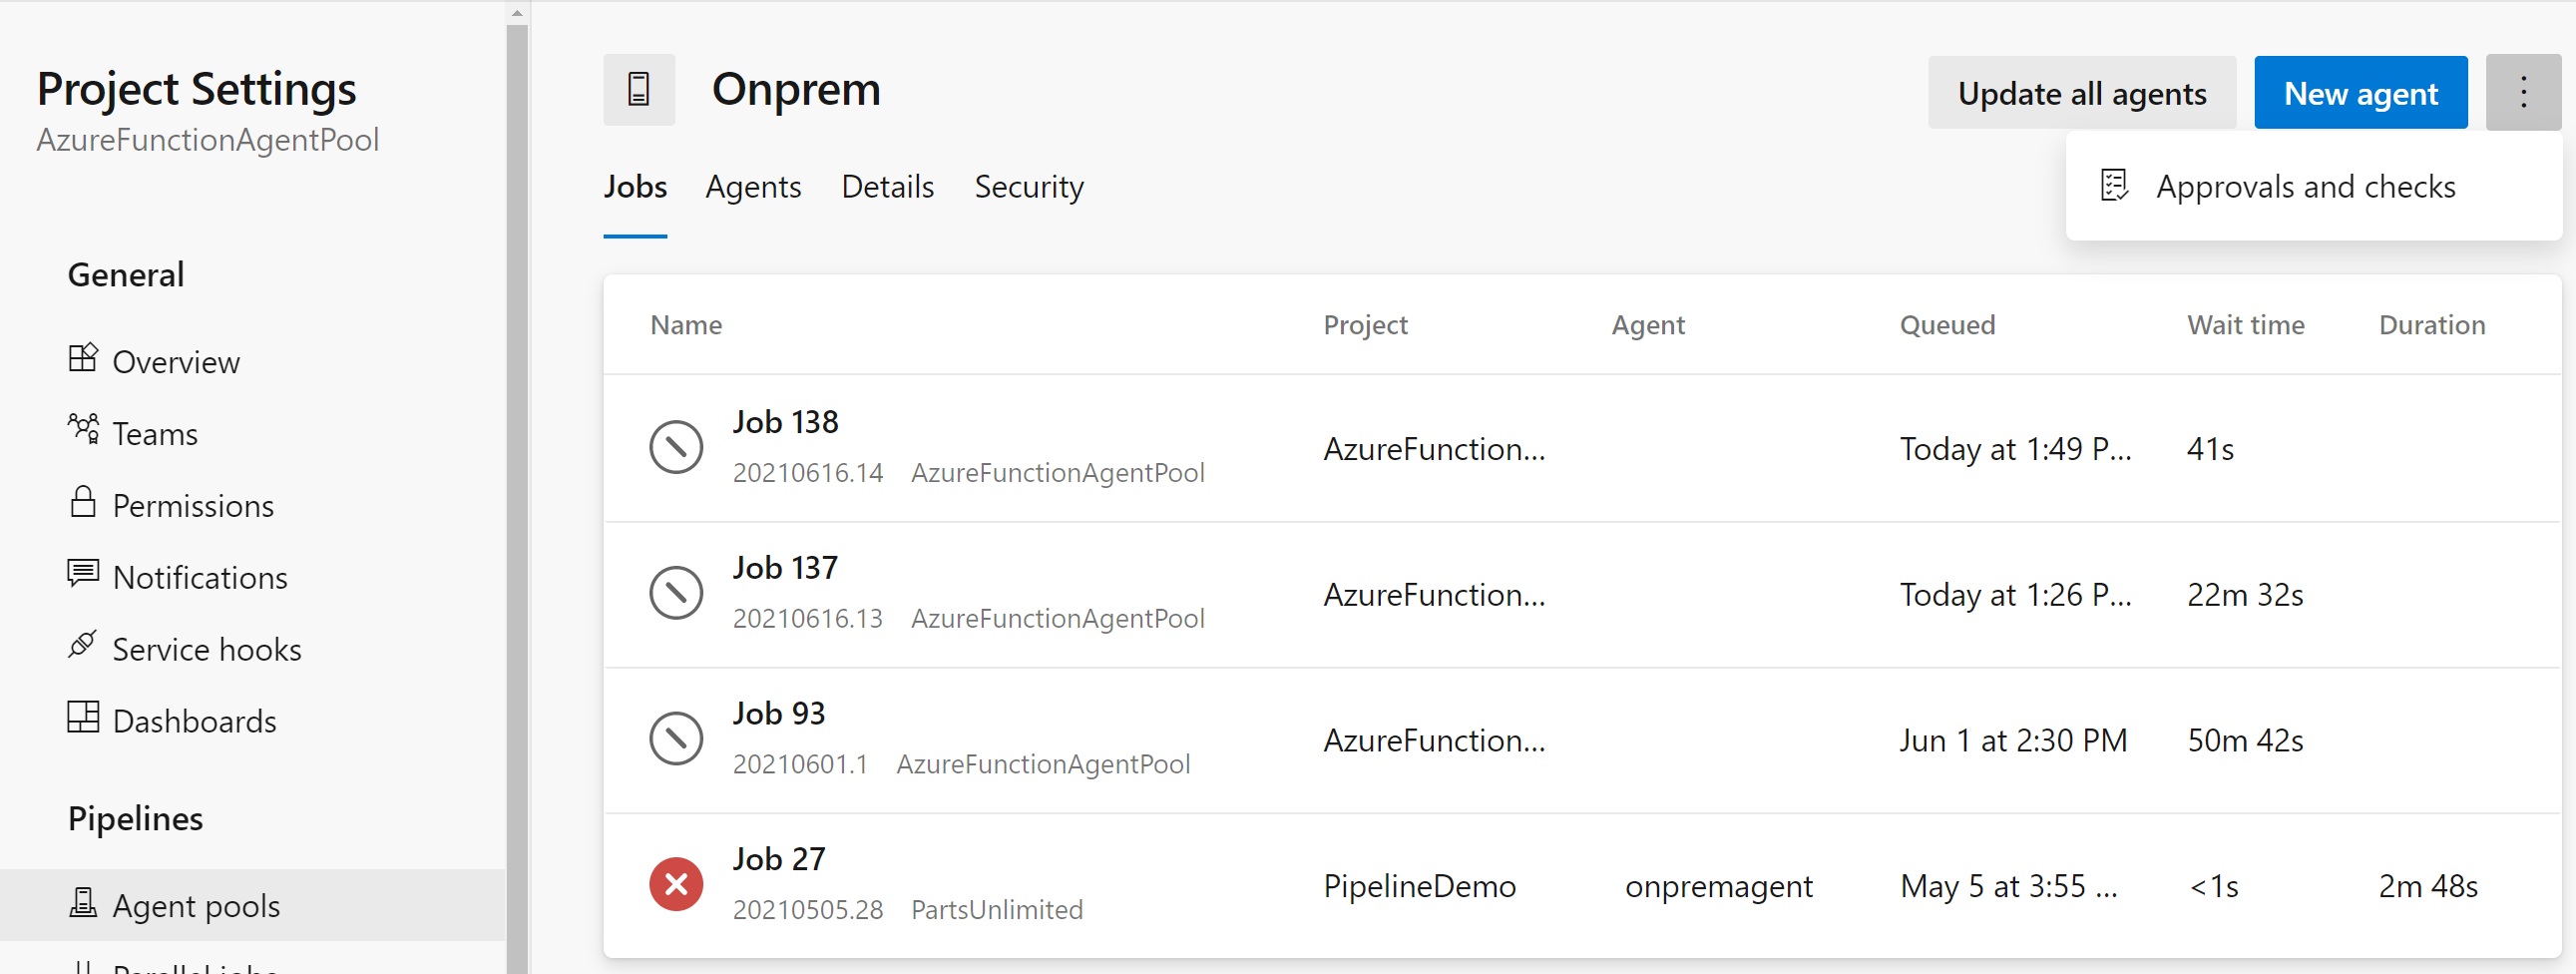 Project Settings
AzureFunctionAgentPool
General
Overview
Teams
Permissions
Notifications
Service hooks
Dashboards
Pipelines
Agent pools
Onprem
Update all agents
New agent
Approvals and checks
Jobs Agents Details Security
Name Project Agent Queued Wait time Duration
Job 138
20210616.14 AzureFunctionAgentPool
AzureFunction... Today at 1:49 P... 41s
Job 137
20210616.13 AzureFunctionAgentPool
AzureFunction... Today at 1:26 P... 22m 32s
Job 93
20210601.1 AzureFunctionAgentPool
AzureFunction... Jun 1 at 2:30 PM 50m 42s
Job 27
20210505.28 PartsUnlimited
PipelineDemo onpremagent May 5 at 3:55 ... <1s 2m 48s